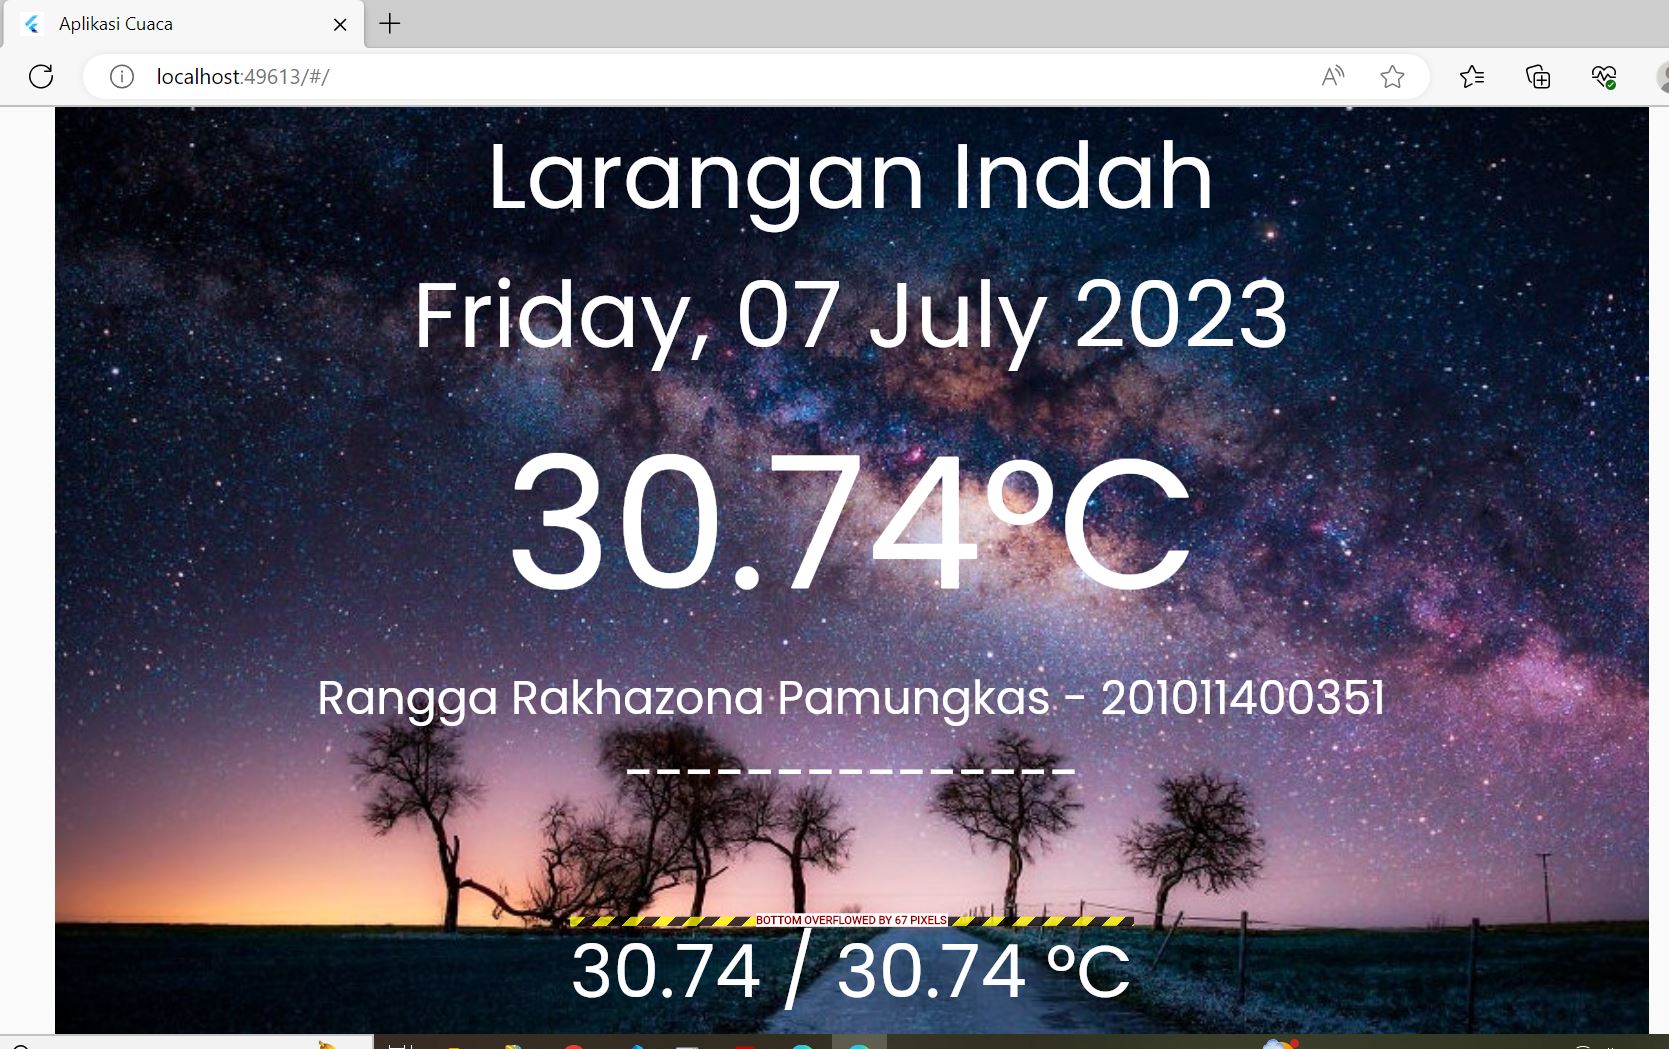 Aplikasi Cuaca
localhost:49613/#/
Larangan Indah
Friday, 07 July 2023
30.74°C
Rangga Rakhazona Pamungkas - 201011400351
---------------
BOTTOM OVERFLOWED BY 67 PIXELS
30.74 / 30.74 °C